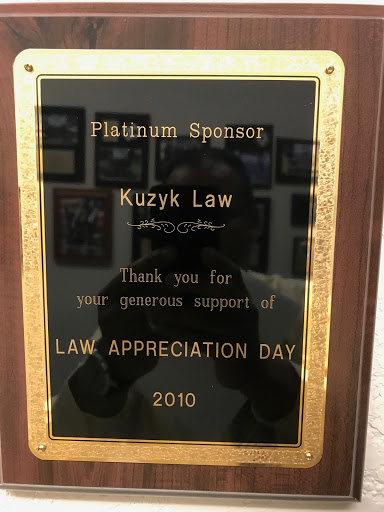 Platinum Sponsor
Kuzyk Law
Thank you for
your generous support of
LAW APPRECIATION DAY
2010